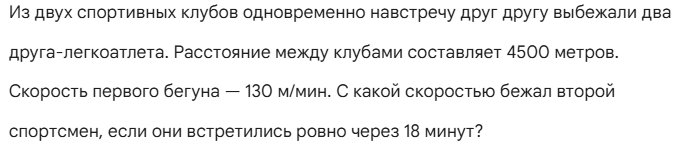 Из двух спортивных клубов одновременно навстречу друг другу выбежали два
друга-легкоатлета. Расстояние между клубами составляет 4500 метров.
Скорость первого бегуна — 130 м/мин. С какой скоростью бежал второй
спортсмен, если они встретились ровно через 18 минут?